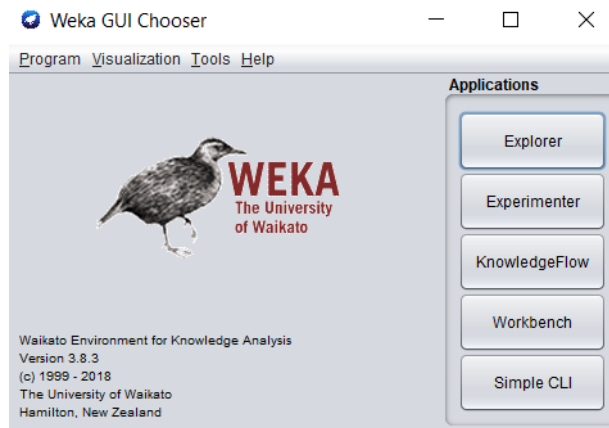 Weka GUI Chooser
Program Visualization Tools Help
Applications
WEKA
The University
of Waikato
Explorer
Experimenter
KnowledgeFlow
Workbench
Simple CLI
Waikato Environment for Knowledge Analysis
Version 3.8.3
(c) 1999 - 2018
The University of Waikato
Hamilton, New Zealand